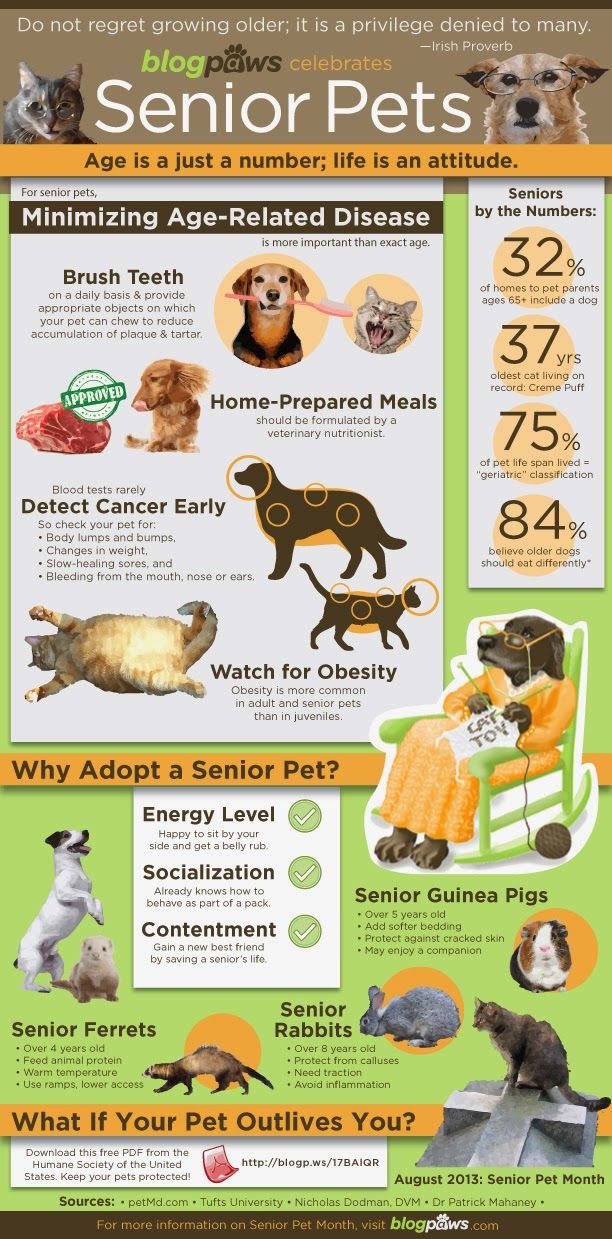 Do not regret growing older; it is a privilege denied to many.
—Irish Proverb
blogpaws celebrates
Senior Pets
Age is a just a number; life is an attitude.
For senior pets,
Minimizing Age-Related Disease
is more important than exact age.
Brush Teeth
on a daily basis & provide
appropriate objects on which
your pet can chew to reduce
accumulation of plaque & tartar.
APPROVED
Home-Prepared Meals
should be formulated by a
veterinary nutritionist.
Blood tests rarely
Detect Cancer Early
So check your pet for:
• Body lumps and bumps,
• Changes in weight,
• Slow-healing sores, and
• Bleeding from the mouth, nose or ears.
Watch for Obesity
Obesity is more common
in adult and senior pets
than in juveniles.
Seniors
by the Numbers:
32%
of homes to pet parents
ages 65+ include a dog
37yrs
oldest cat living on
record: Creme Puff
75%
of pet life span lived =
"geriatric" classification
84%
believe older dogs
should eat differently*
CAT
TOY
Why Adopt a Senior Pet?
Energy Level
Happy to sit by your
side and get a belly rub.
Socialization
Already knows how to
behave as part of a pack.
Contentment
Gain a new best friend
by saving a senior's life.
Senior Guinea Pigs
• Over 5 years old
• Add softer bedding
• Protect against cracked skin
• May enjoy a companion
Senior Ferrets
• Over 4 years old
• Feed animal protein
• Warm temperature
• Use ramps, lower access
Senior
Rabbits
• Over 8 years old
• Protect from calluses
• Need traction
• Avoid inflammation
What If Your Pet Outlives You?
Download this free PDF from the
Humane Society of the United
States. Keep your pets protected!
http://blogp.ws/17BAlQR
August 2013: Senior Pet Month
Sources: • petMd.com • Tufts University • Nicholas Dodman, DVM • Dr Patrick Mahaney •
For more information on Senior Pet Month, visit blogpaws.com